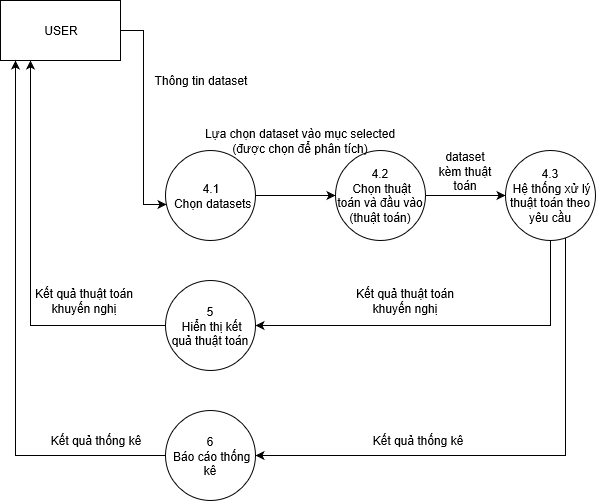 USER
Thông tin dataset
Lựa chọn dataset vào mục selected
(được chọn để phân tích)
4.1
Chọn datasets
4.2
Chọn thuật
toán và đầu vào
(thuật toán)
dataset
kèm thuật
toán
4.3
Hệ thống xử lý
thuật toán theo
yêu cầu
Kết quả thuật toán
khuyến nghị
5
Hiển thị kết
quả thuật toán
Kết quả thuật toán
khuyến nghị
Kết quả thống kê
6
Báo cáo thống
kê
Kết quả thống kê